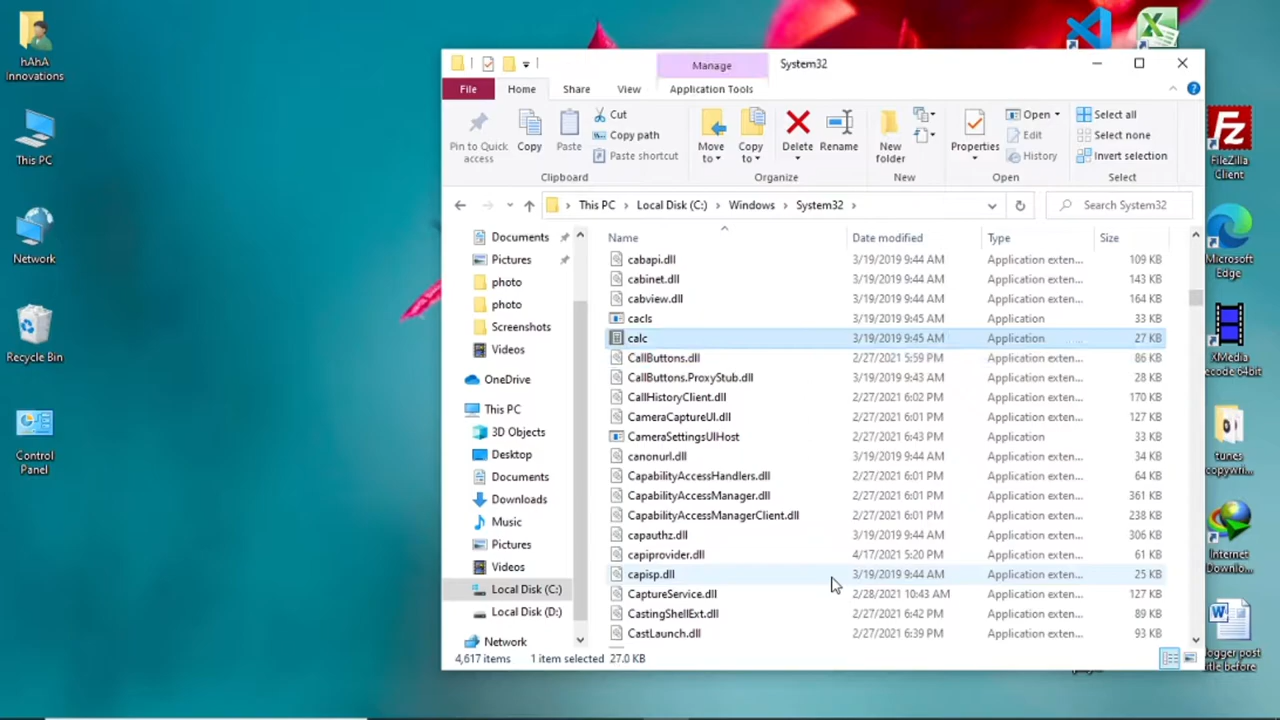 hAhA
innovations
This PC
Network
Recycle Bin
Control
Panel
Manage
System32
File
Home
Share
View
Application Tools
Pin to Quick
access
Copy
Paste
Cut
Copy path
Paste shortcut
Clipboard
Move
to
Copy
to
Delete
Rename
Organize
New
folder
New
Properties
Open
Edit
History
Open
Select all
Select none
Invert selection
Select
This PC
Local Disk (C:)
Windows
System32
Search System32
Documents
Pictures
photo
photo
Screenshots
Videos
OneDrive
This PC
3D Objects
Desktop
Documents
Downloads
Music
Pictures
Videos
Local Disk (C:)
Local Disk (D:)
Network
Name Date modified Type Size
cabapi.dll 3/19/2019 9:44 AM Application exten... 109 KB
cabinet.dll 3/19/2019 9:44 AM Application exten... 143 KB
cabview.dll 3/19/2019 9:44 AM Application exten... 164 KB
cacls 3/19/2019 9:45 AM Application 33 KB
calc 3/19/2019 9:45 AM Application 27 KB
CallButtons.dll 2/27/2021 5:59 PM Application exten... 86 KB
CallButtons.ProxyStub.dll 3/19/2019 9:43 AM Application exten... 28 KB
CallHistoryClient.dll 2/27/2021 6:02 PM Application exten... 170 KB
CameraCaptureUI.dll 2/27/2021 6:01 PM Application exten... 127 KB
CameraSettingsUIHost 2/27/2021 6:43 PM Application 33 KB
canonurl.dll 3/19/2019 9:44 AM Application exten... 34 KB
CapabilityAccessHandlers.dll 2/27/2021 6:01 PM Application exten... 64 KB
CapabilityAccessManager.dll 2/27/2021 6:01 PM Application exten... 361 KB
CapabilityAccessManagerClient.dll 2/27/2021 6:01 PM Application exten... 238 KB
capauthz.dll 3/19/2019 9:44 AM Application exten... 306 KB
capiprovider.dll 4/17/2021 5:20 PM Application exten... 61 KB
capisp.dll 3/19/2019 9:44 AM Application exten... 25 KB
CaptureService.dll 2/28/2021 10:43 AM Application exten... 127 KB
CastingShellExt.dll 2/27/2021 6:42 PM Application exten... 89 KB
CastLaunch.dll 2/27/2021 6:39 PM Application exten... 93 KB
4,617 items 1 item selected 27.0 KB
FileZilla
Client
Microsoft
Edge
XMedia
ecode 64bit
tunes
copywri...
Internet
Downlo...
logger post
title before